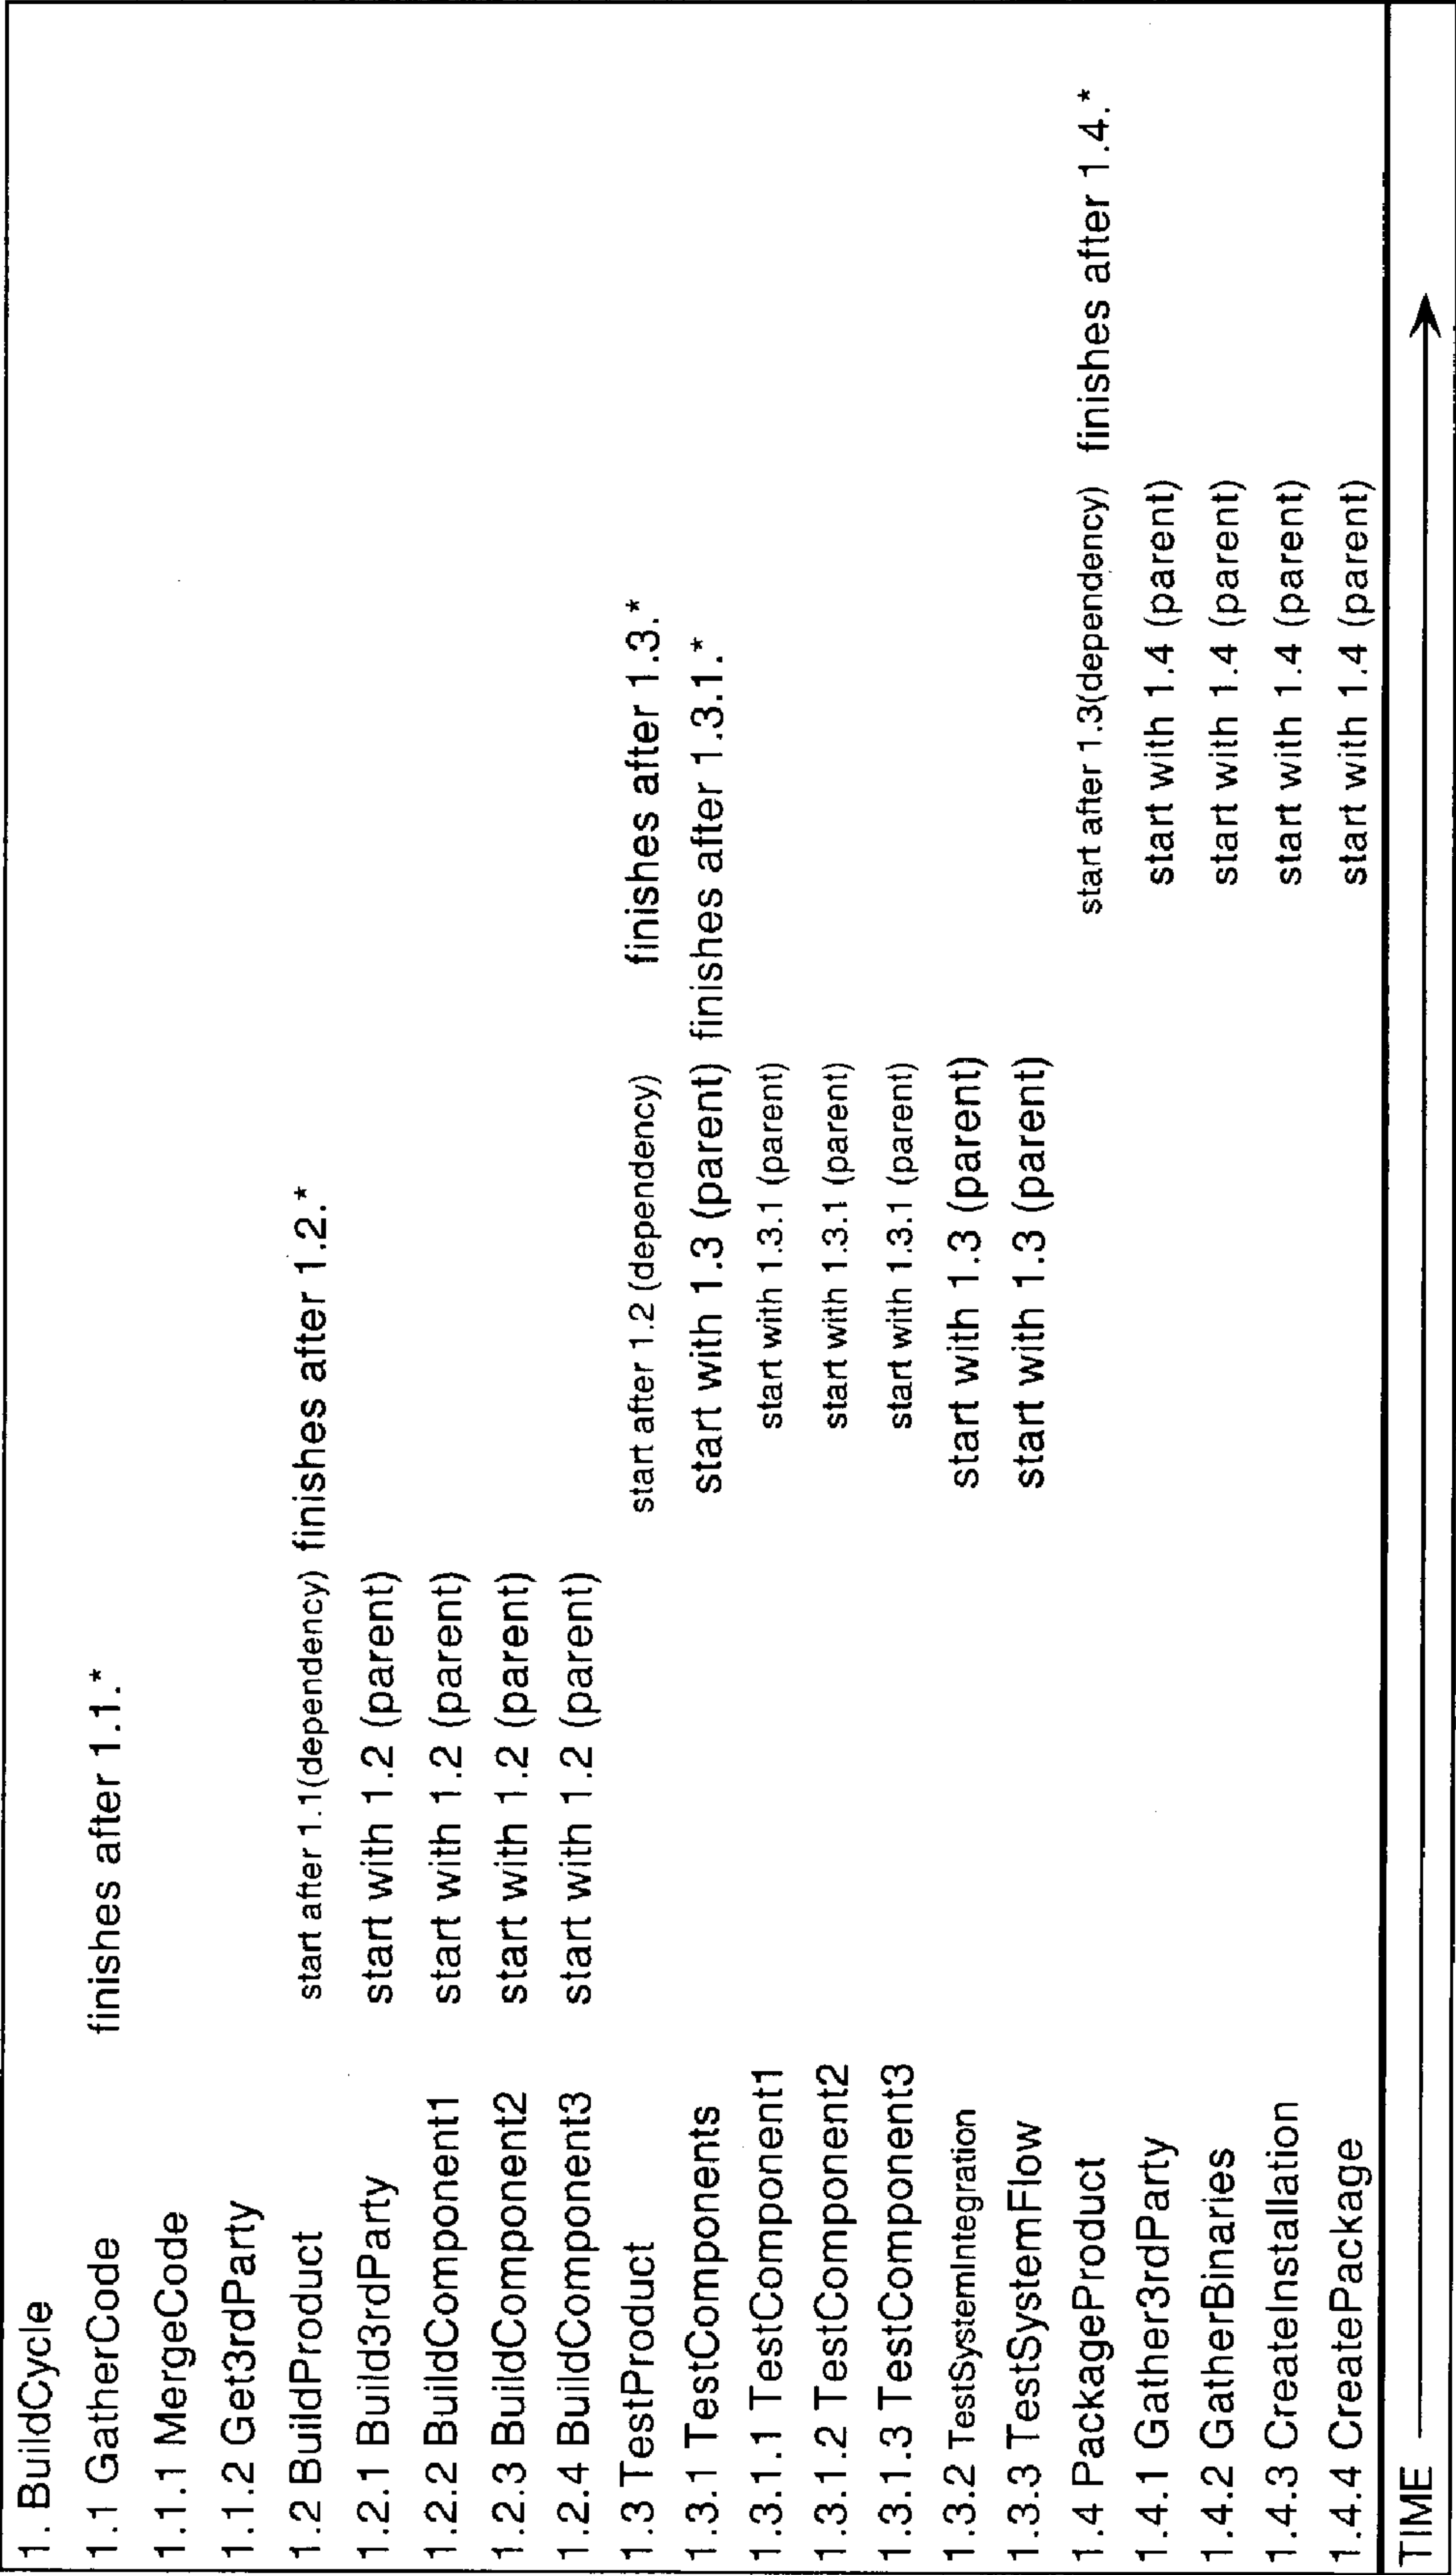 1. BuildCycle
1.1 GatherCode finishes after 1.1.*
1.1.1 MergeCode
1.1.2 Get3rdParty
1.2 BuildProduct start after 1.1(dependency) finishes after 1.2.*
1.2.1 Build3rdParty start with 1.2 (parent)
1.2.2 BuildComponent1 start with 1.2 (parent)
1.2.3 BuildComponent2 start with 1.2 (parent)
1.2.4 BuildComponent3 start with 1.2 (parent)
1.3 TestProduct start after 1.2 (dependency) finishes after 1.3.*
1.3.1 TestComponents start with 1.3 (parent) finishes after 1.3.1.*
1.3.1.1 TestComponent1 start with 1.3.1 (parent)
1.3.1.2 TestComponent2 start with 1.3.1 (parent)
1.3.1.3 TestComponent3 start with 1.3.1 (parent)
1.3.2 TestSystemIntegration start with 1.3 (parent)
1.3.3 TestSystemFlow start with 1.3 (parent)
1.4 PackageProduct start after 1.3(dependency) finishes after 1.4.*
1.4.1 Gather3rdParty start with 1.4 (parent)
1.4.2 GatherBinaries start with 1.4 (parent)
1.4.3 CreateInstallation start with 1.4 (parent)
1.4.4 CreatePackage start with 1.4 (parent)
TIME